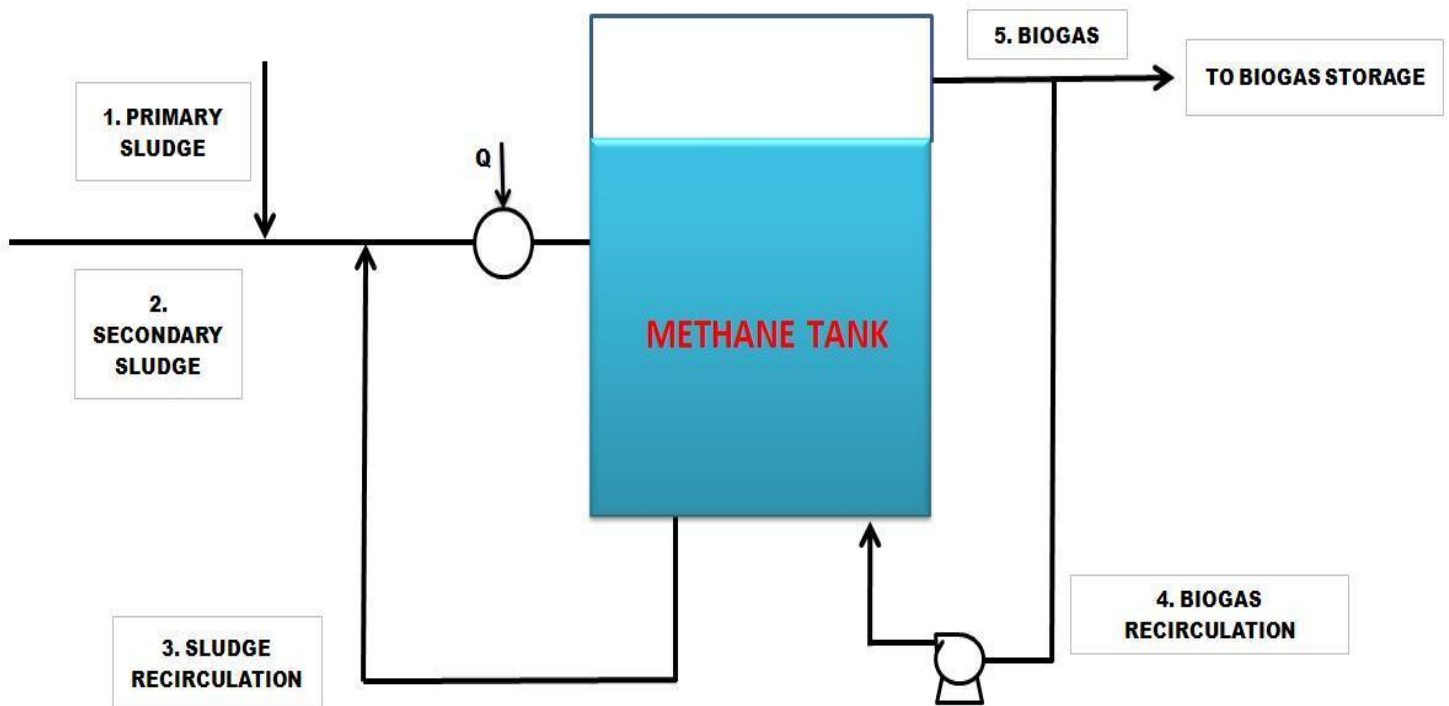 5. BIOGAS
TO BIOGAS STORAGE
1. PRIMARY
SLUDGE
Q
2.
SECONDARY
SLUDGE
METHANE TANK
3. SLUDGE
RECIRCULATION
4. BIOGAS
RECIRCULATION